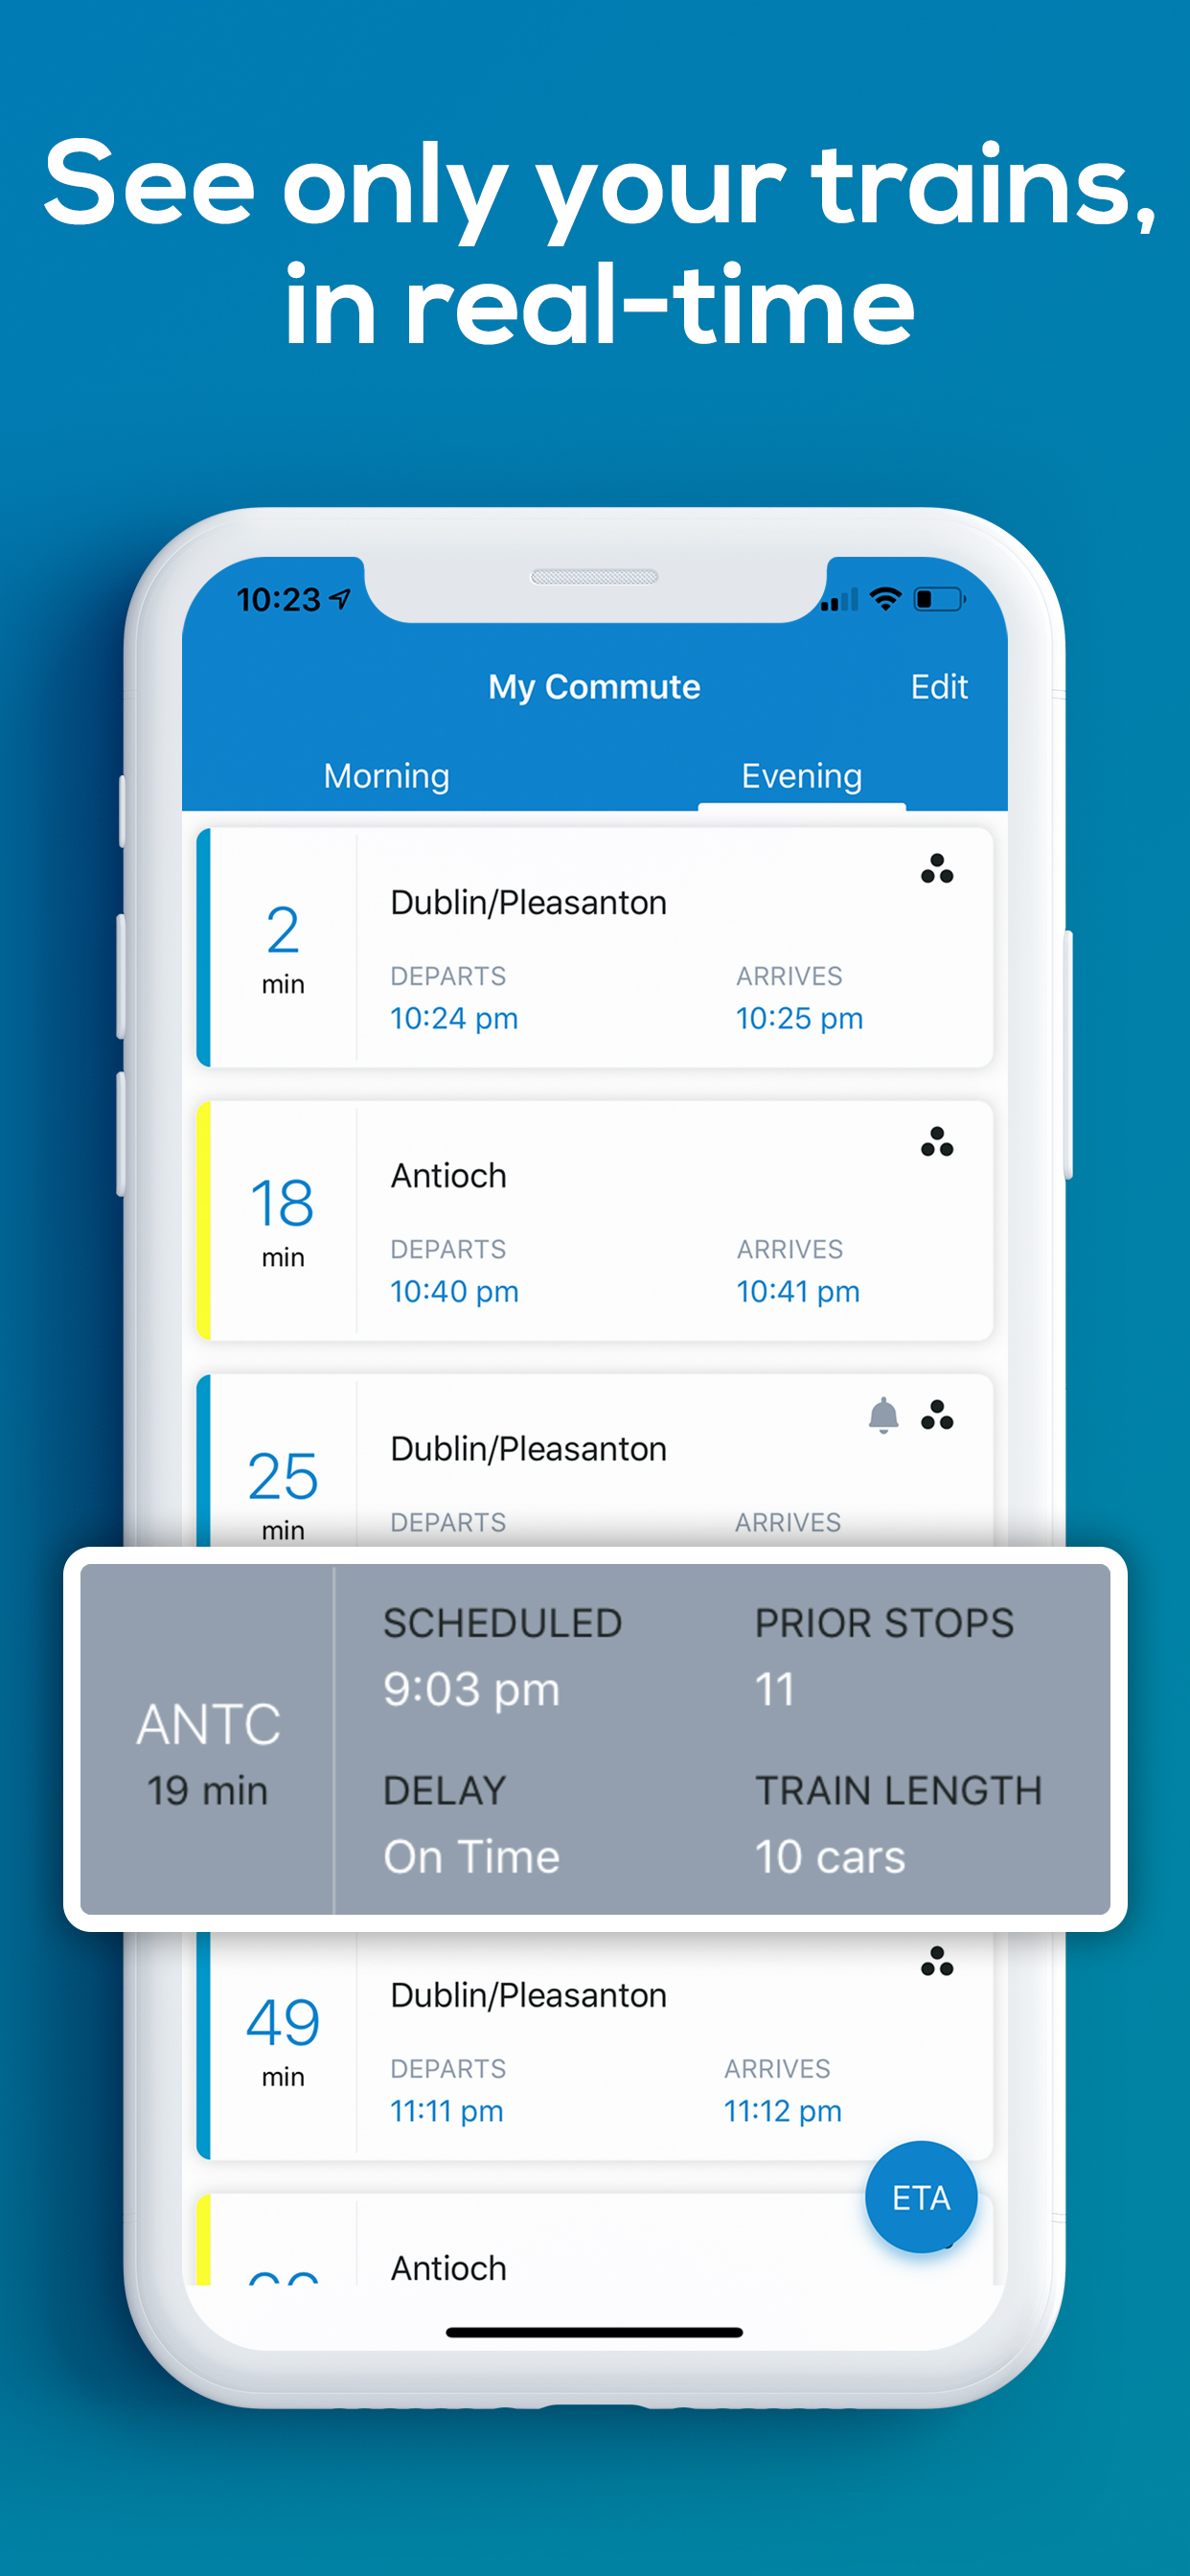 See only your trains,
in real-time
10:23
My Commute
Edit
Morning
Evening
2
min
Dublin/Pleasanton
DEPARTS
ARRIVES
10:24 pm
10:25 pm
18
min
Antioch
DEPARTS
ARRIVES
10:40 pm
10:41 pm
25
min
Dublin/Pleasanton
DEPARTS
ARRIVES
ANTC
19 min
SCHEDULED
PRIOR STOPS
9:03 pm
11
DELAY
TRAIN LENGTH
On Time
10 cars
49
min
Dublin/Pleasanton
DEPARTS
ARRIVES
11:11 pm
11:12 pm
ETA
Antioch